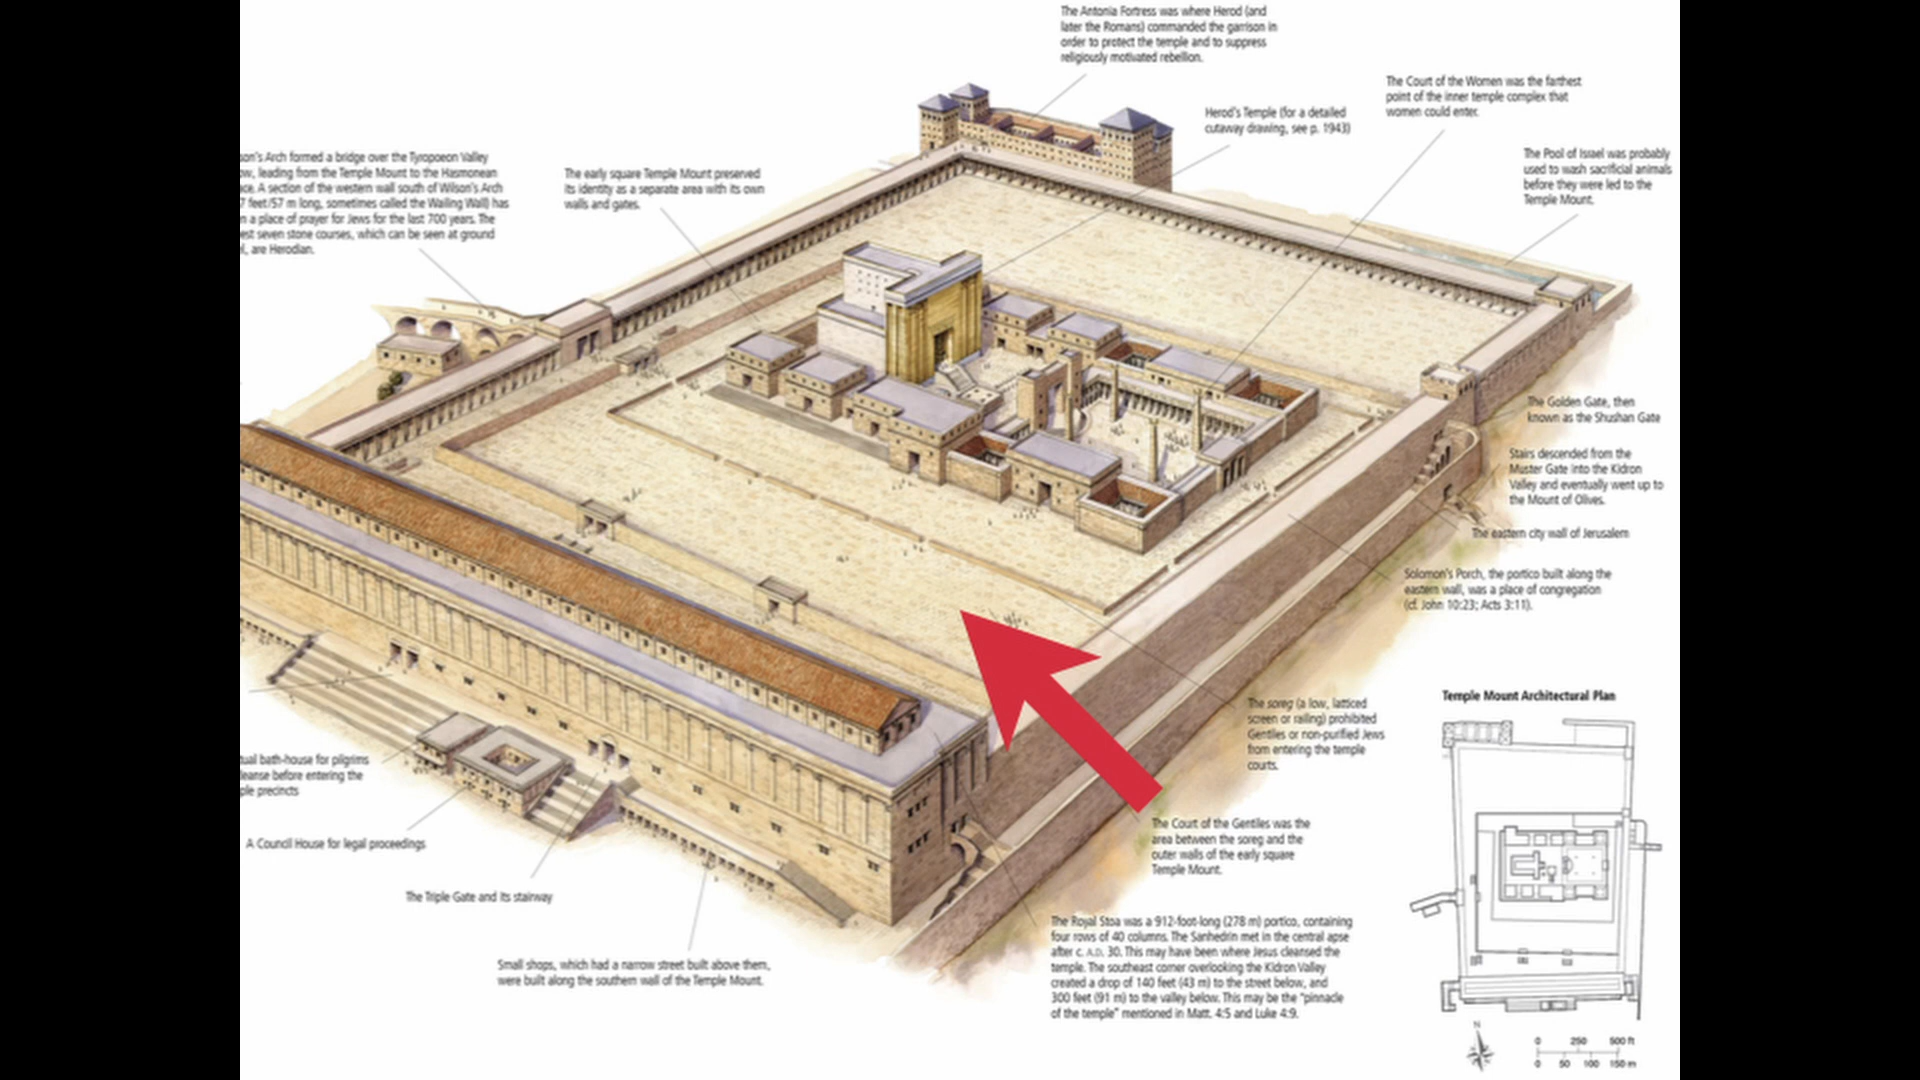 The Antonia Fortress was where Herod (and
later the Romans) commanded the garrison in
order to protect the temple and to suppress
religiously motivated rebellion.
The Court of the Women was the farthest
point of the inner temple complex that
women could enter.
Herod's Temple (for a detailed
cutaway drawing, see p. 1943)
The Pool of Israel was probably
used to wash sacrificial animals
before they were led to the
Temple Mount.
son's Arch formed a bridge over the Tyropoeon Valley
ow, leading from the Temple Mount to the Hasmonean
ace. A section of the western wall south of Wilson's Arch
7 feet/57 m long, sometimes called the Wailing Wall) has
n a place of prayer for Jews for the last 700 years. The
est seven stone courses, which can be seen at ground
el, are Herodian.
The early square Temple Mount preserved
its identity as a separate area with its own
walls and gates.
The Golden Gate, then
known as the Shushan Gate
Stairs descended from the
Muster Gate into the Kidron
Valley and eventually went up to
the Mount of Olives.
The eastern city wall of Jerusalem
Solomon's Porch, the portico built along the
eastern wall, was a place of congregation
(cf. John 10:23; Acts 3:11).
The soreg (a low, latticed
screen or railing) prohibited
Gentiles or non-purified Jews
from entering the temple
courts.
Temple Mount Architectural Plan
tual bath-house for pilgrims
leanse before entering the
ple precincts
A Council House for legal proceedings
The Triple Gate and its stairway
Small shops, which had a narrow street built above them,
were built along the southern wall of the Temple Mount.
The Court of the Gentiles was the
area between the soreg and the
outer walls of the early square
Temple Mount.
The Royal Stoa was a 912-foot-long (278 m) portico, containing
four rows of 40 columns. The Sanhedrin met in the central apse
after c. A.D. 30. This may have been where Jesus cleansed the
temple. The southeast corner overlooking the Kidron Valley
created a drop of 140 feet (43 m) to the street below, and
300 feet (91 m) to the valley below. This may be the "pinnacle
of the temple" mentioned in Matt. 4:5 and Luke 4:9.
N
0 250 500 ft
0 50 100 150 m